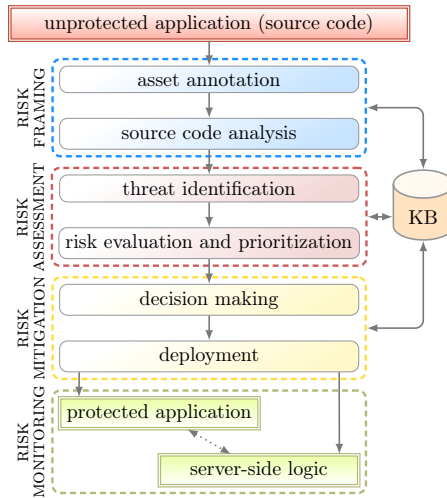 unprotected application (source code)
RISK
FRAMING
asset annotation
source code analysis
RISK
ASSESSMENT
threat identification
risk evaluation and prioritization
KB
RISK
MITIGATION
decision making
deployment
RISK
MONITORING
protected application
server-side logic